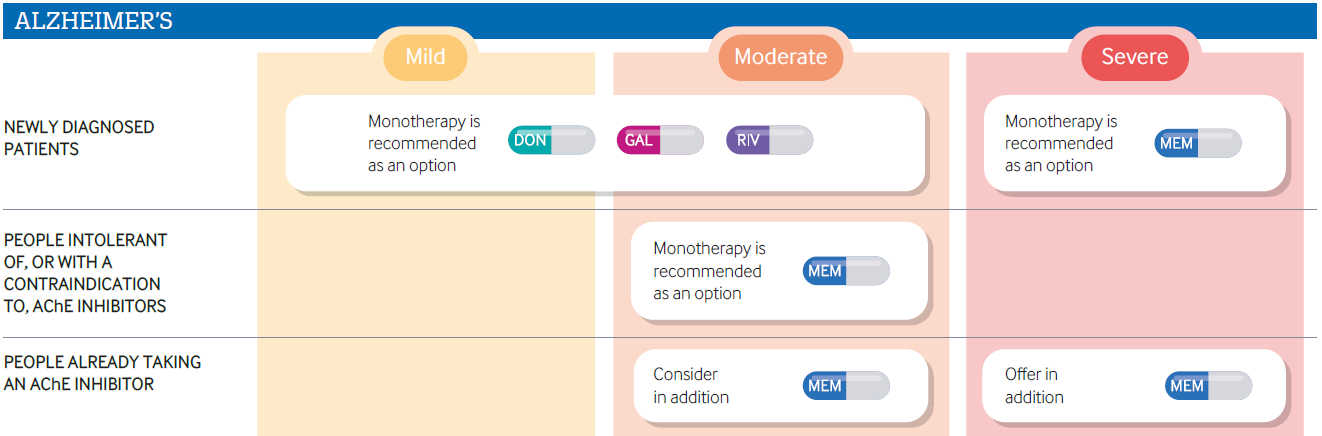 ALZHEIMER'S
Mild
Moderate
Severe
NEWLY DIAGNOSED
PATIENTS
Monotherapy is
recommended
as an option
DON
GAL
RIV
Monotherapy is
recommended
as an option
MEM
PEOPLE INTOLERANT
OF, OR WITH A
CONTRAINDICATION
TO, AChE INHIBITORS
Monotherapy is
recommended
as an option
MEM
PEOPLE ALREADY TAKING
AN AChE INHIBITOR
Consider
in addition
MEM
Offer in
addition
MEM